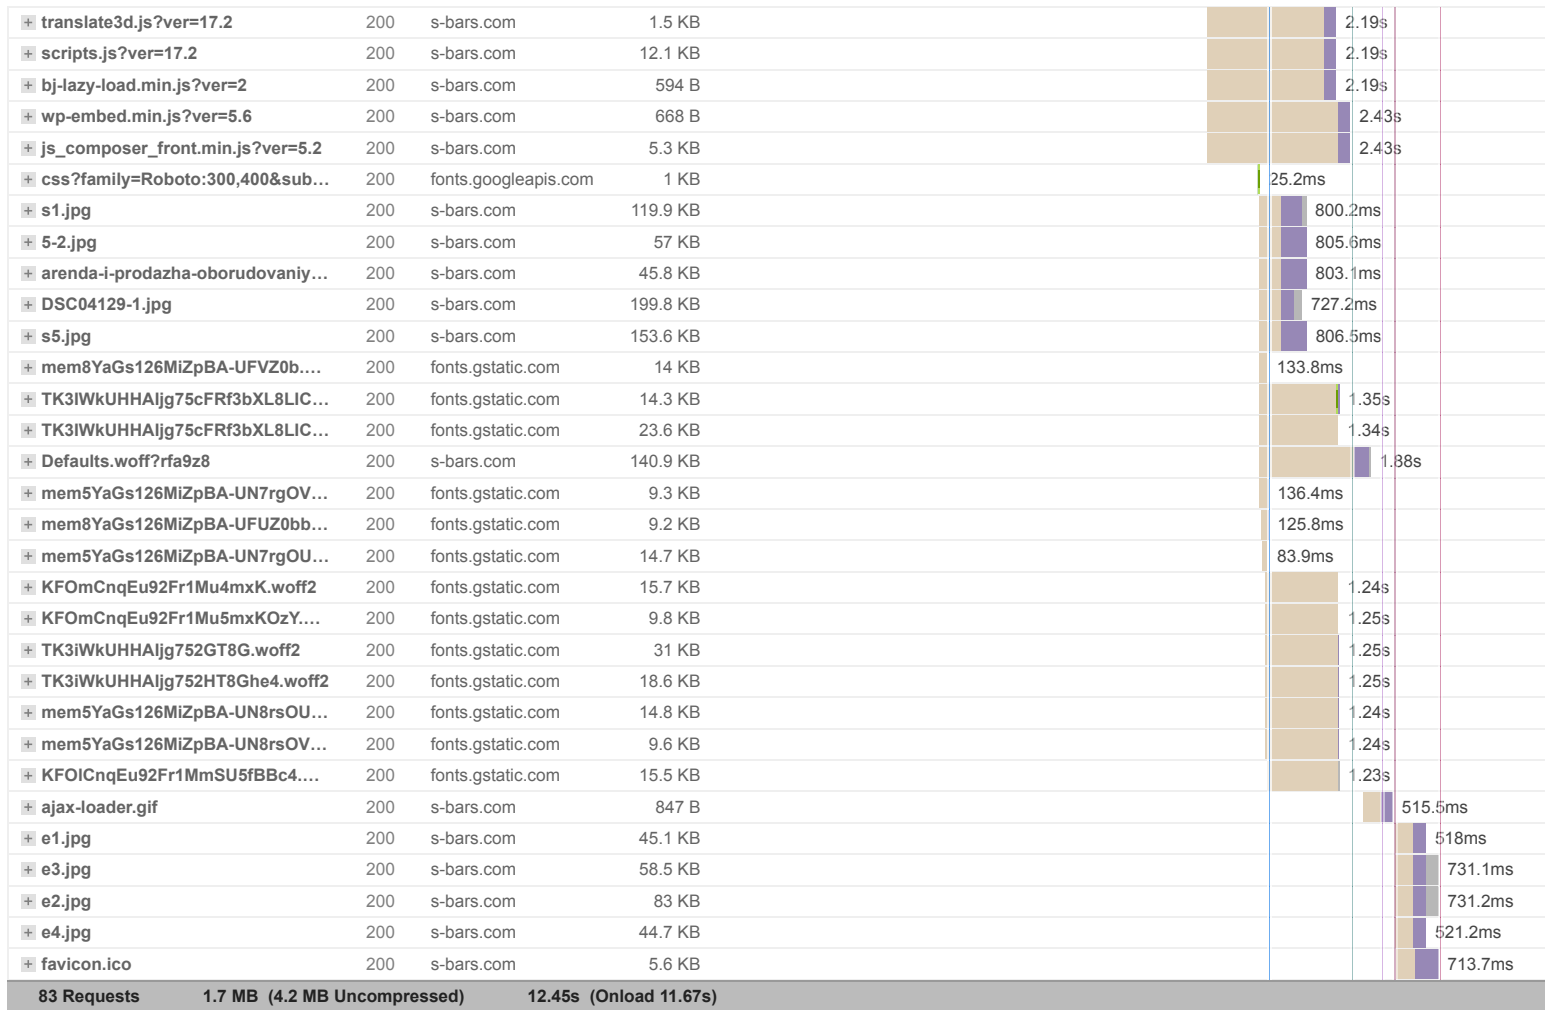 + translate3d.js?ver=17.2 200 s-bars.com 1.5 KB 2.19s
+ scripts.js?ver=17.2 200 s-bars.com 12.1 KB 2.19s
+ bj-lazy-load.min.js?ver=2 200 s-bars.com 594 B 2.19s
+ wp-embed.min.js?ver=5.6 200 s-bars.com 668 B 2.43s
+ js_composer_front.min.js?ver=5.2 200 s-bars.com 5.3 KB 2.43s
+ css?family=Roboto:300,400&sub... 200 fonts.googleapis.com 1 KB 25.2ms
+ s1.jpg 200 s-bars.com 119.9 KB 800.2ms
+ 5-2.jpg 200 s-bars.com 57 KB 805.6ms
+ arenda-i-prodazha-oborudovaniy... 200 s-bars.com 45.8 KB 803.1ms
+ DSC04129-1.jpg 200 s-bars.com 199.8 KB 727.2ms
+ s5.jpg 200 s-bars.com 153.6 KB 806.5ms
+ mem8YaGs126MiZpBA-UFVZ0b.... 200 fonts.gstatic.com 14 KB 133.8ms
+ TK3IWkUHHAIjg75cFRf3bXL8LIC... 200 fonts.gstatic.com 14.3 KB 1.35s
+ TK3IWkUHHAIjg75cFRf3bXL8LIC... 200 fonts.gstatic.com 23.6 KB 1.34s
+ Defaults.woff?rfa9z8 200 s-bars.com 140.9 KB 1.88s
+ mem5YaGs126MiZpBA-UN7rgOV... 200 fonts.gstatic.com 9.3 KB 136.4ms
+ mem8YaGs126MiZpBA-UFUZ0bb... 200 fonts.gstatic.com 9.2 KB 125.8ms
+ mem5YaGs126MiZpBA-UN7rgOU... 200 fonts.gstatic.com 14.7 KB 83.9ms
+ KFOmCnqEu92Fr1Mu4mxK.woff2 200 fonts.gstatic.com 15.7 KB 1.24s
+ KFOmCnqEu92Fr1Mu5mxKOzY.... 200 fonts.gstatic.com 9.8 KB 1.25s
+ TK3iWkUHHAIjg752GT8G.woff2 200 fonts.gstatic.com 31 KB 1.25s
+ TK3iWkUHHAIjg752HT8Ghe4.woff2 200 fonts.gstatic.com 18.6 KB 1.25s
+ mem5YaGs126MiZpBA-UN8rsOU... 200 fonts.gstatic.com 14.8 KB 1.24s
+ mem5YaGs126MiZpBA-UN8rsOV... 200 fonts.gstatic.com 9.6 KB 1.24s
+ KFOlCnqEu92Fr1MmSU5fBBc4.... 200 fonts.gstatic.com 15.5 KB 1.23s
+ ajax-loader.gif 200 s-bars.com 847 B 515.5ms
+ e1.jpg 200 s-bars.com 45.1 KB 518ms
+ e3.jpg 200 s-bars.com 58.5 KB 731.1ms
+ e2.jpg 200 s-bars.com 83 KB 731.2ms
+ e4.jpg 200 s-bars.com 44.7 KB 521.2ms
+ favicon.ico 200 s-bars.com 5.6 KB 713.7ms
83 Requests 1.7 MB (4.2 MB Uncompressed) 12.45s (Onload 11.67s)